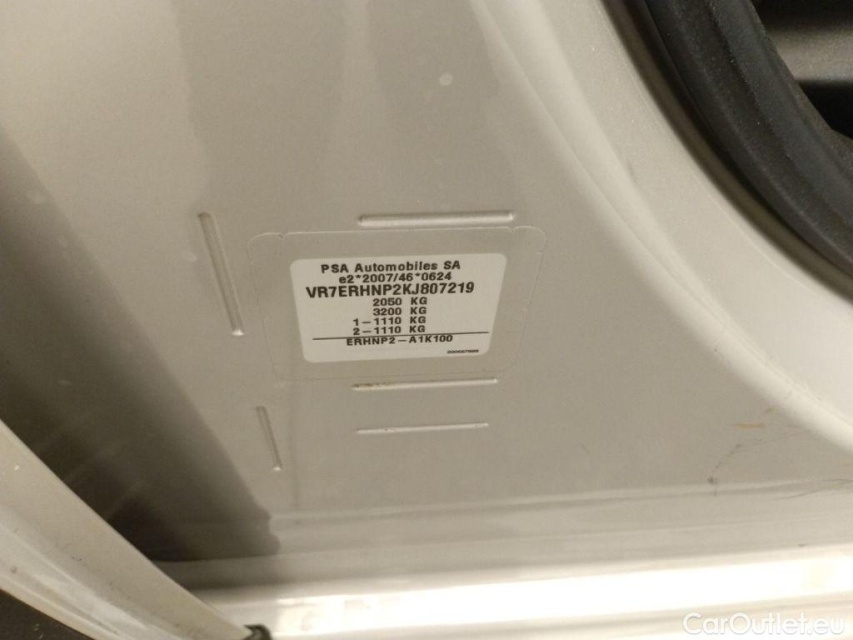 PSA Automobiles SA
e2*2007/46*0624
VR7ERHNP2KJ807219
2050 KG
3200 KG
1-1110 KG
2-1110 KG
ERHNP2-A1K100
CarOutlet.eu